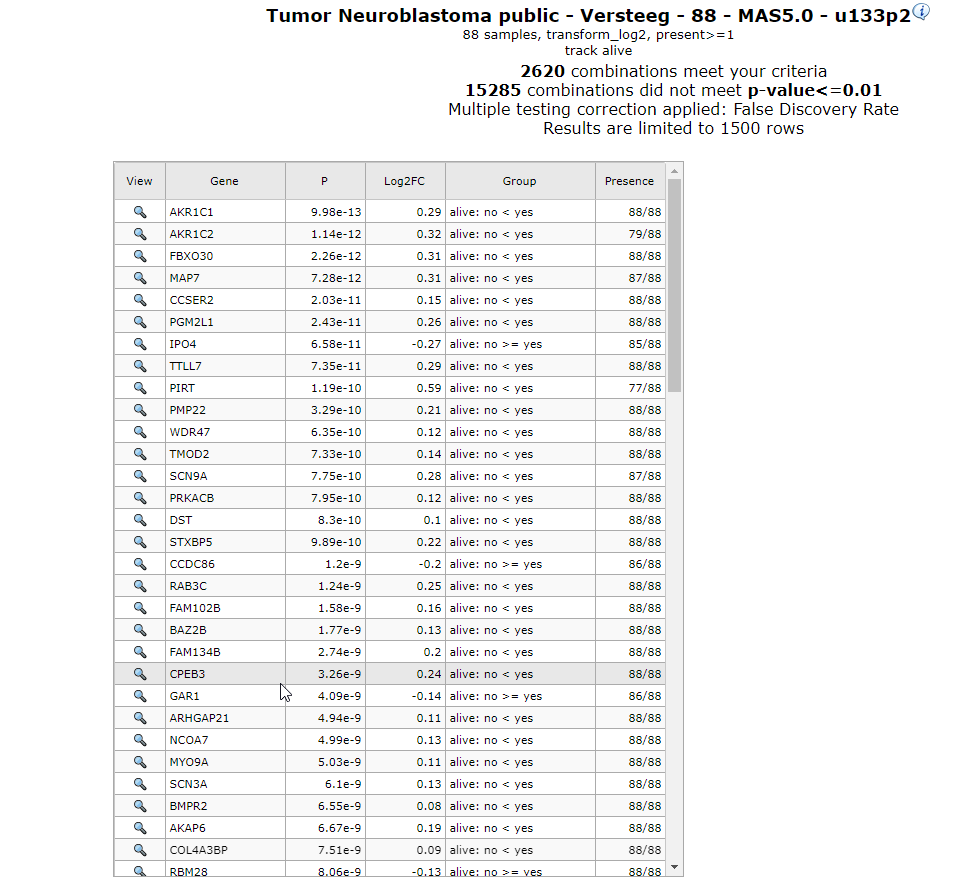 Tumor Neuroblastoma public - Versteeg - 88 - MAS5.0 - u133p2
88 samples, transform_log2, present>=1
track alive
2620 combinations meet your criteria
15285 combinations did not meet p-value<=0.01
Multiple testing correction applied: False Discovery Rate
Results are limited to 1500 rows
View Gene P Log2FC Group Presence
AKR1C1 9.98e-13 0.29 alive: no < yes 88/88
AKR1C2 1.14e-12 0.32 alive: no < yes 79/88
FBXO30 2.26e-12 0.31 alive: no < yes 88/88
MAP7 7.28e-12 0.31 alive: no < yes 87/88
CCSER2 2.03e-11 0.15 alive: no < yes 88/88
PGM2L1 2.43e-11 0.26 alive: no < yes 88/88
IPO4 6.58e-11 -0.27 alive: no >= yes 85/88
TTLL7 7.35e-11 0.29 alive: no < yes 88/88
PIRT 1.19e-10 0.59 alive: no < yes 77/88
PMP22 3.29e-10 0.21 alive: no < yes 88/88
WDR47 6.35e-10 0.12 alive: no < yes 88/88
TMOD2 7.33e-10 0.14 alive: no < yes 88/88
SCN9A 7.75e-10 0.28 alive: no < yes 87/88
PRKACB 7.95e-10 0.12 alive: no < yes 88/88
DST 8.3e-10 0.1 alive: no < yes 88/88
STXBP5 9.89e-10 0.22 alive: no < yes 88/88
CCDC86 1.2e-9 -0.2 alive: no >= yes 86/88
RAB3C 1.24e-9 0.25 alive: no < yes 88/88
FAM102B 1.58e-9 0.16 alive: no < yes 88/88
BAZ2B 1.77e-9 0.13 alive: no < yes 88/88
FAM134B 2.74e-9 0.2 alive: no < yes 88/88
CPEB3 3.26e-9 0.24 alive: no < yes 88/88
GAR1 4.09e-9 -0.14 alive: no >= yes 86/88
ARHGAP21 4.94e-9 0.11 alive: no < yes 88/88
NCOA7 4.99e-9 0.13 alive: no < yes 88/88
MYO9A 5.03e-9 0.11 alive: no < yes 88/88
SCN3A 6.1e-9 0.13 alive: no < yes 88/88
BMPR2 6.55e-9 0.08 alive: no < yes 88/88
AKAP6 6.67e-9 0.19 alive: no < yes 88/88
COL4A3BP 7.51e-9 0.09 alive: no < yes 88/88
RBM28 8.06e-9 -0.13 alive: no >= yes 88/88